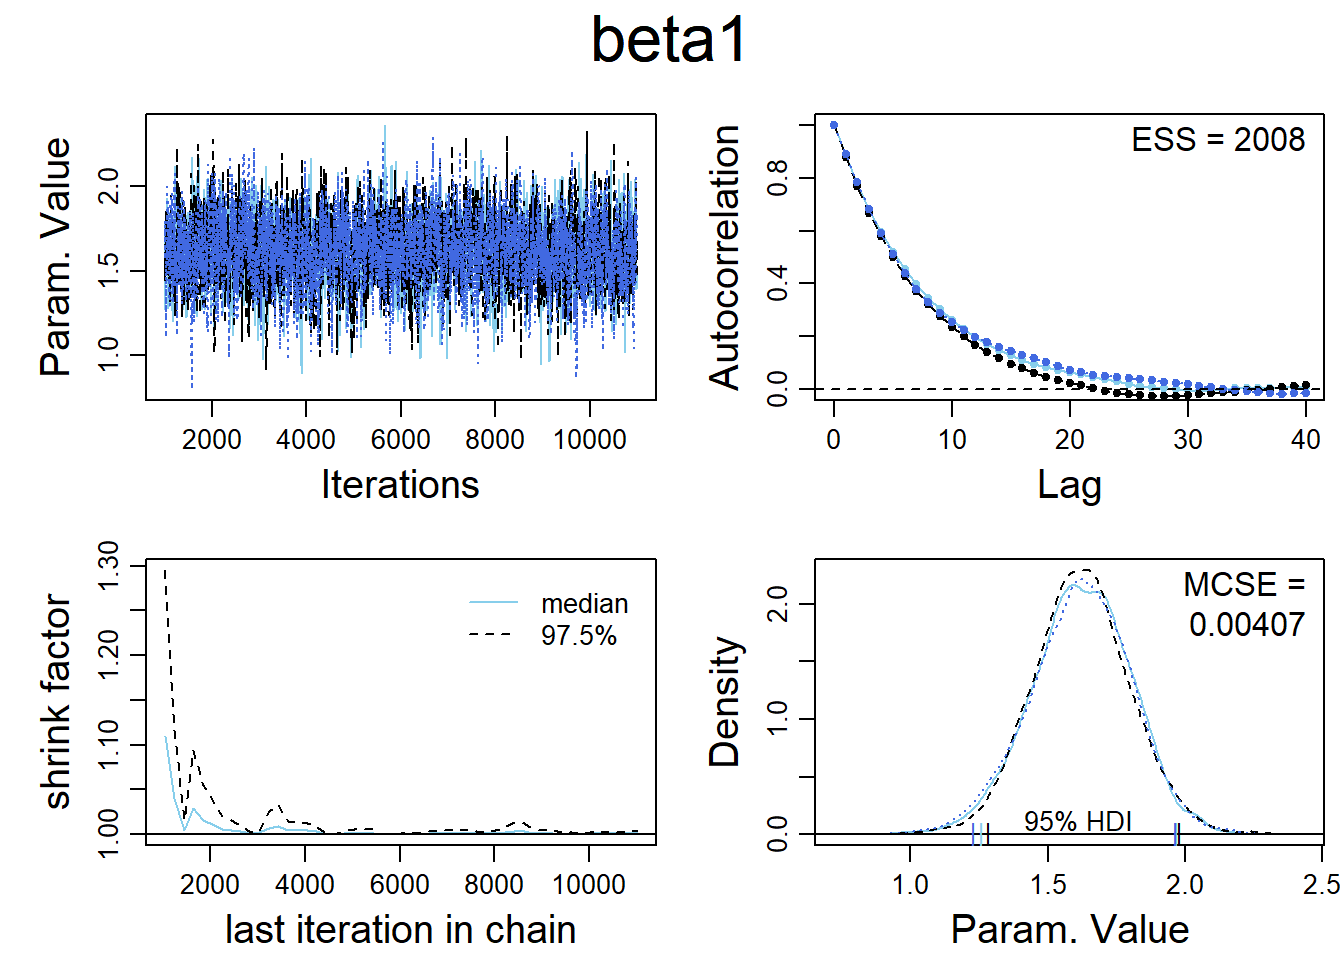 beta1
Param. Value
1.0 1.5 2.0
2000 4000 6000 8000 10000
Iterations
ESS = 2008
Autocorrelation
0.0 0.4 0.8
0 10 20 30 40
Lag
median
97.5%
shrink factor
1.00 1.10 1.20 1.30
2000 4000 6000 8000 10000
last iteration in chain
MCSE =
0.00407
Density
0.0 1.0 2.0
95% HDI
1.0 1.5 2.0 2.5
Param. Value